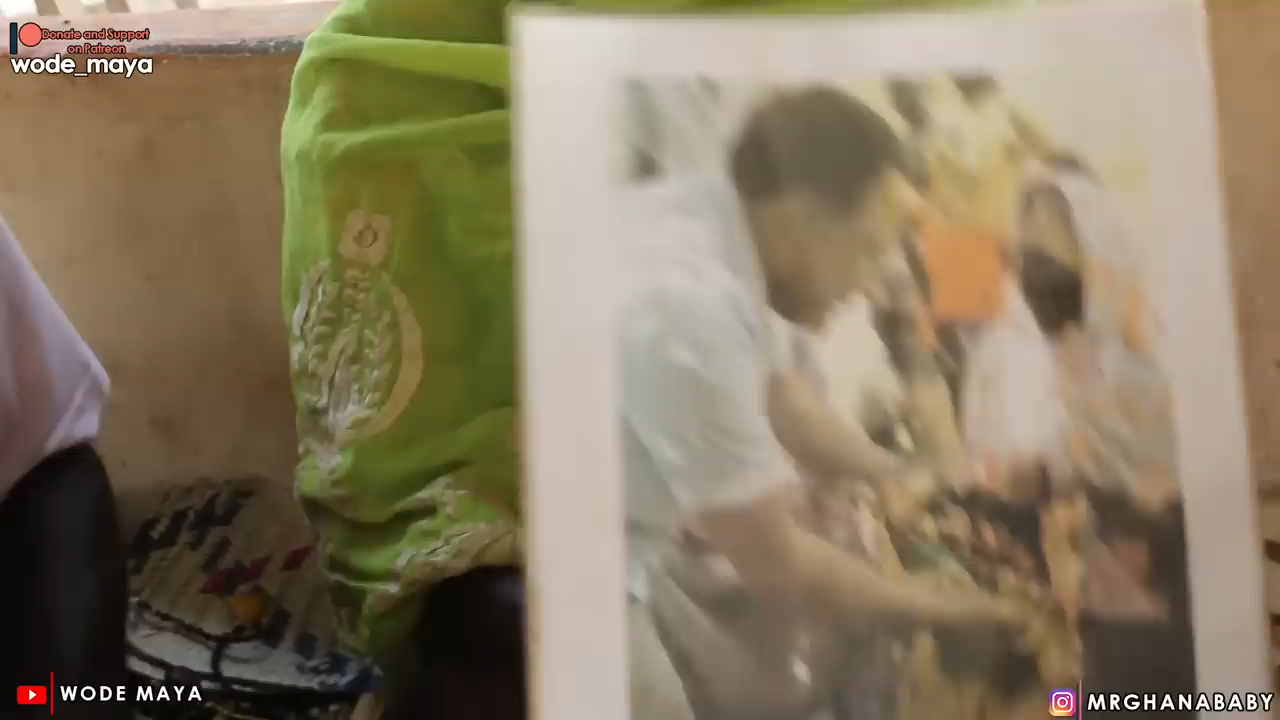 Donate and Support
on Patreon
wode_maya
WODE MAYA
MRGHANABABY